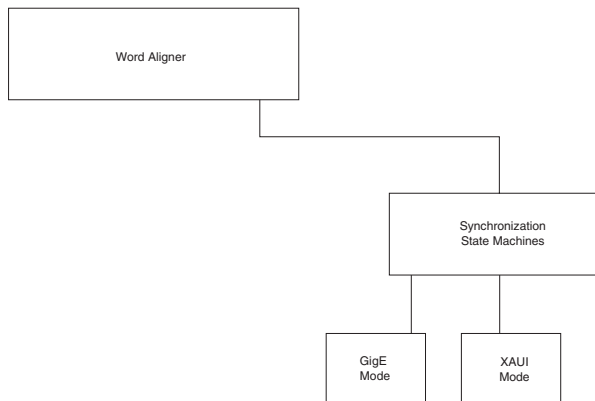 Word Aligner
Synchronization
State Machines
GigE
Mode
XAUI
Mode